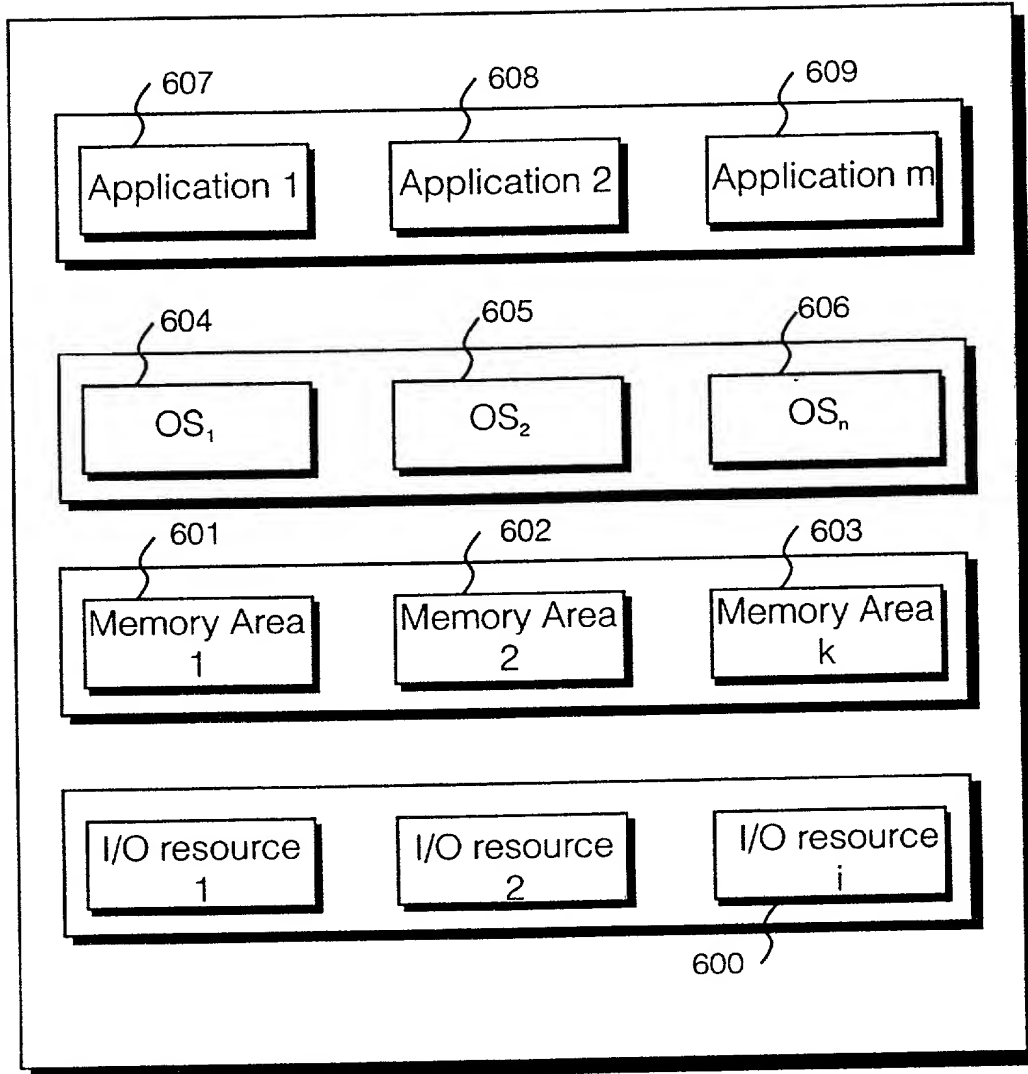 607 608 609
Application 1 Application 2 Application m
604 605 606
OS₁ OS₂ OSₙ
601 602 603
Memory Area Memory Area Memory Area
1 2 k
I/O resource I/O resource I/O resource
1 2 i
600